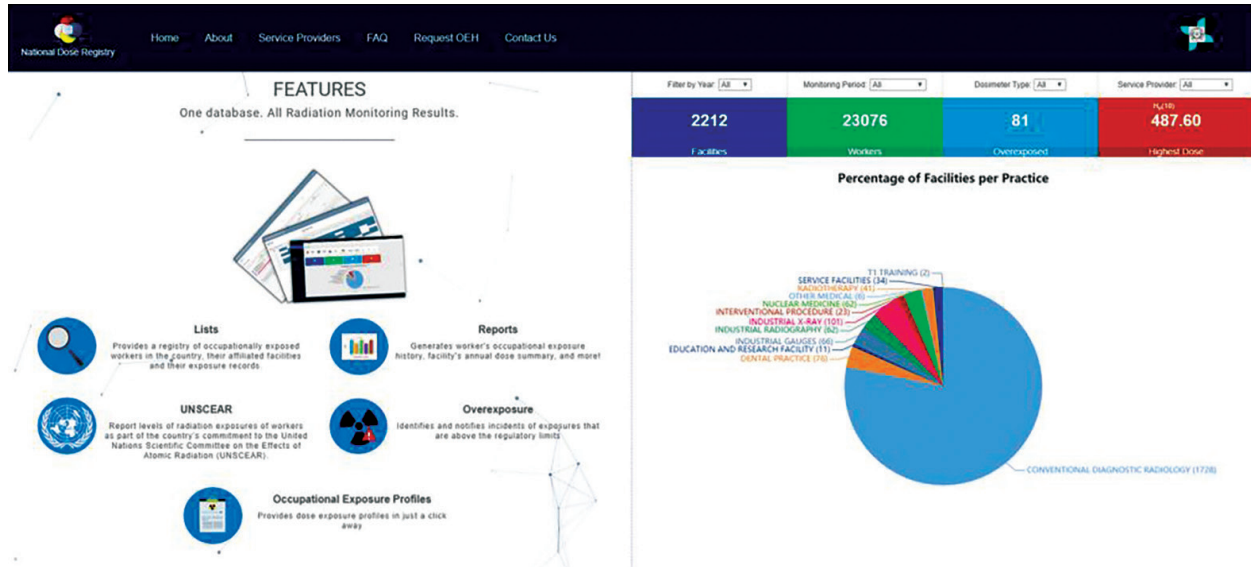 National Dose Registry
Home About Service Providers FAQ Request OEH Contact Us
FEATURES
One database. All Radiation Monitoring Results.
Lists
Provides a registry of occupationally exposed
workers in the country, their affiliated facilities
and their exposure records.
Reports
Generates worker's occupational exposure
history, facility's annual dose summary, and more!
UNSCEAR
Report levels of radiation exposures of workers
as part of the country's commitment to the United
Nations Scientific Committee on the Effects of
Atomic Radiation (UNSCEAR).
Overexposure
Identifies and notifies incidents of exposures that
are above the regulatory limits
Occupational Exposure Profiles
Provides dose exposure profiles in just a click
away
Filter by Year: All Monitoring Period: All Dosimeter Type: All Service Provider: All
2212
Facilities
23076
Workers
81
Overexposed
Hp(10)
487.60
Highest Dose
Percentage of Facilities per Practice
T1 TRAINING (2)
SERVICE FACILITIES (34)
RADIOTHERAPY (41)
OTHER MEDICAL (6)
NUCLEAR MEDICINE (62)
INTERVENTIONAL PROCEDURE (23)
INDUSTRIAL X-RAY (101)
INDUSTRIAL RADIOGRAPHY (62)
INDUSTRIAL GAUGES (66)
EDUCATION AND RESEARCH FACILITY (11)
DENTAL PRACTICE (76)
CONVENTIONAL DIAGNOSTIC RADIOLOGY (1728)